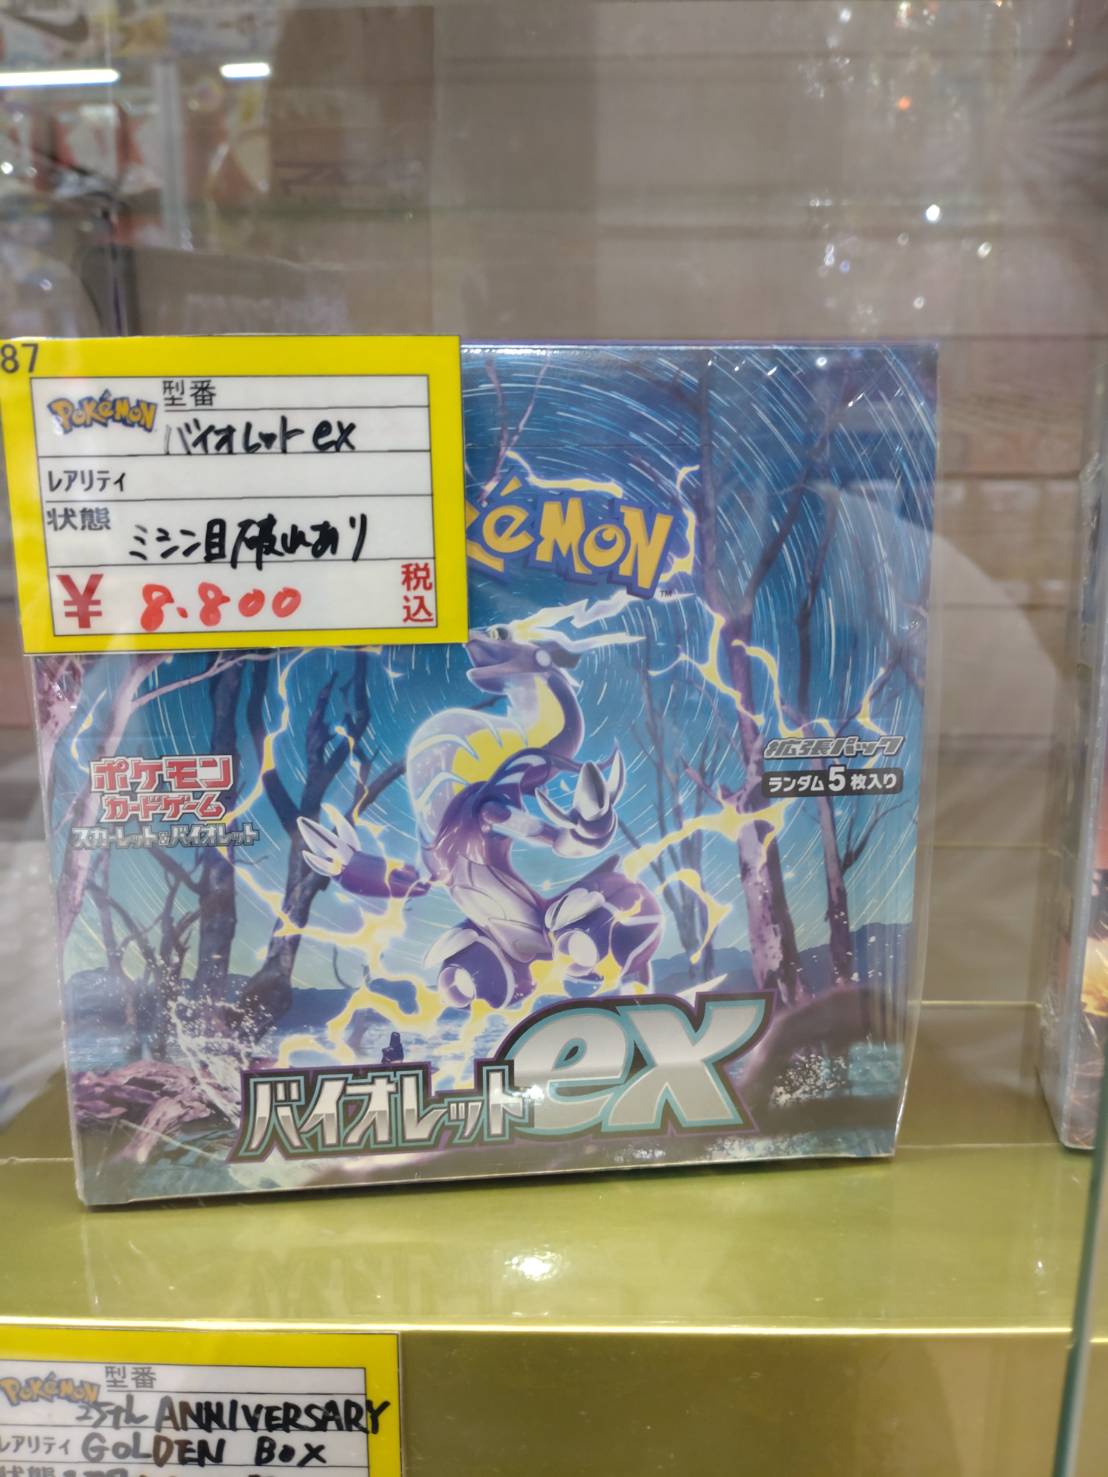 87
Pokémon
型番
バイオレットex
レアリティ
状態
ミシン目破れあり
¥ 8.800 税込
kéMON
™
ポケモン
カードゲーム
スカーレット&バイオレット
拡張パック
ランダム5枚入り
バイオレットex
Pokémon
型番
25th ANNIVERSARY
レアリティ GOLDEN BOX
状態